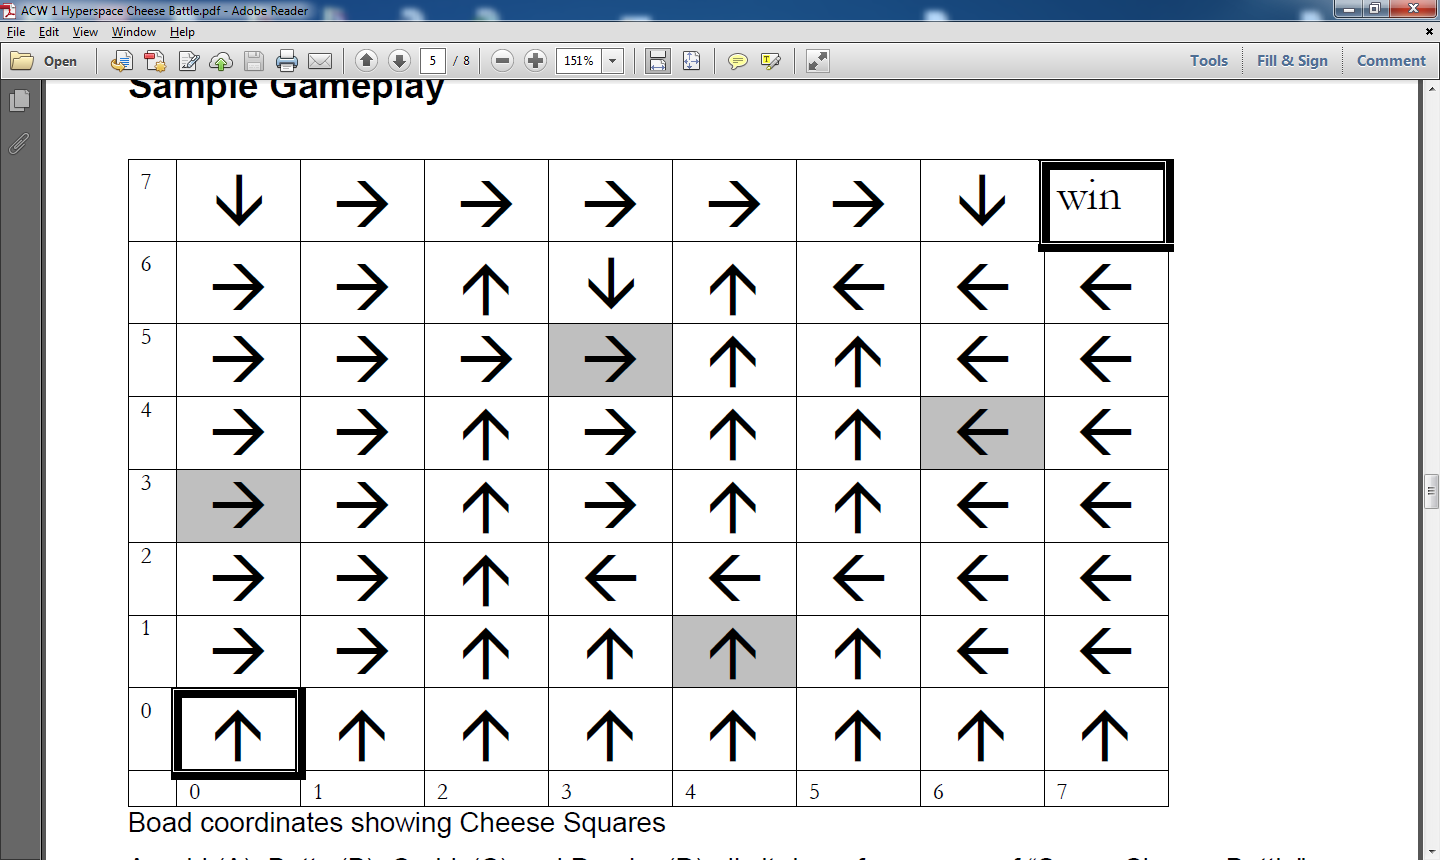 ACW 1 Hyperspace Cheese Battle.pdf - Adobe Reader
File Edit View Window Help
Open 5 / 8 151% Tools Fill & Sign Comment
Sample Gameplay
7 ↓ → → → → → ↓ win
6 → → ↑ ↓ ↑ ← ← ←
5 → → → → ↑ ↑ ← ←
4 → → ↑ → ↑ ↑ ← ←
3 → → ↑ → ↑ ↑ ← ←
2 → → ↑ ← ← ← ← ←
1 → → ↑ ↑ ↑ ↑ ← ←
0 ↑ ↑ ↑ ↑ ↑ ↑ ↑ ↑
0 1 2 3 4 5 6 7
Boad coordinates showing Cheese Squares